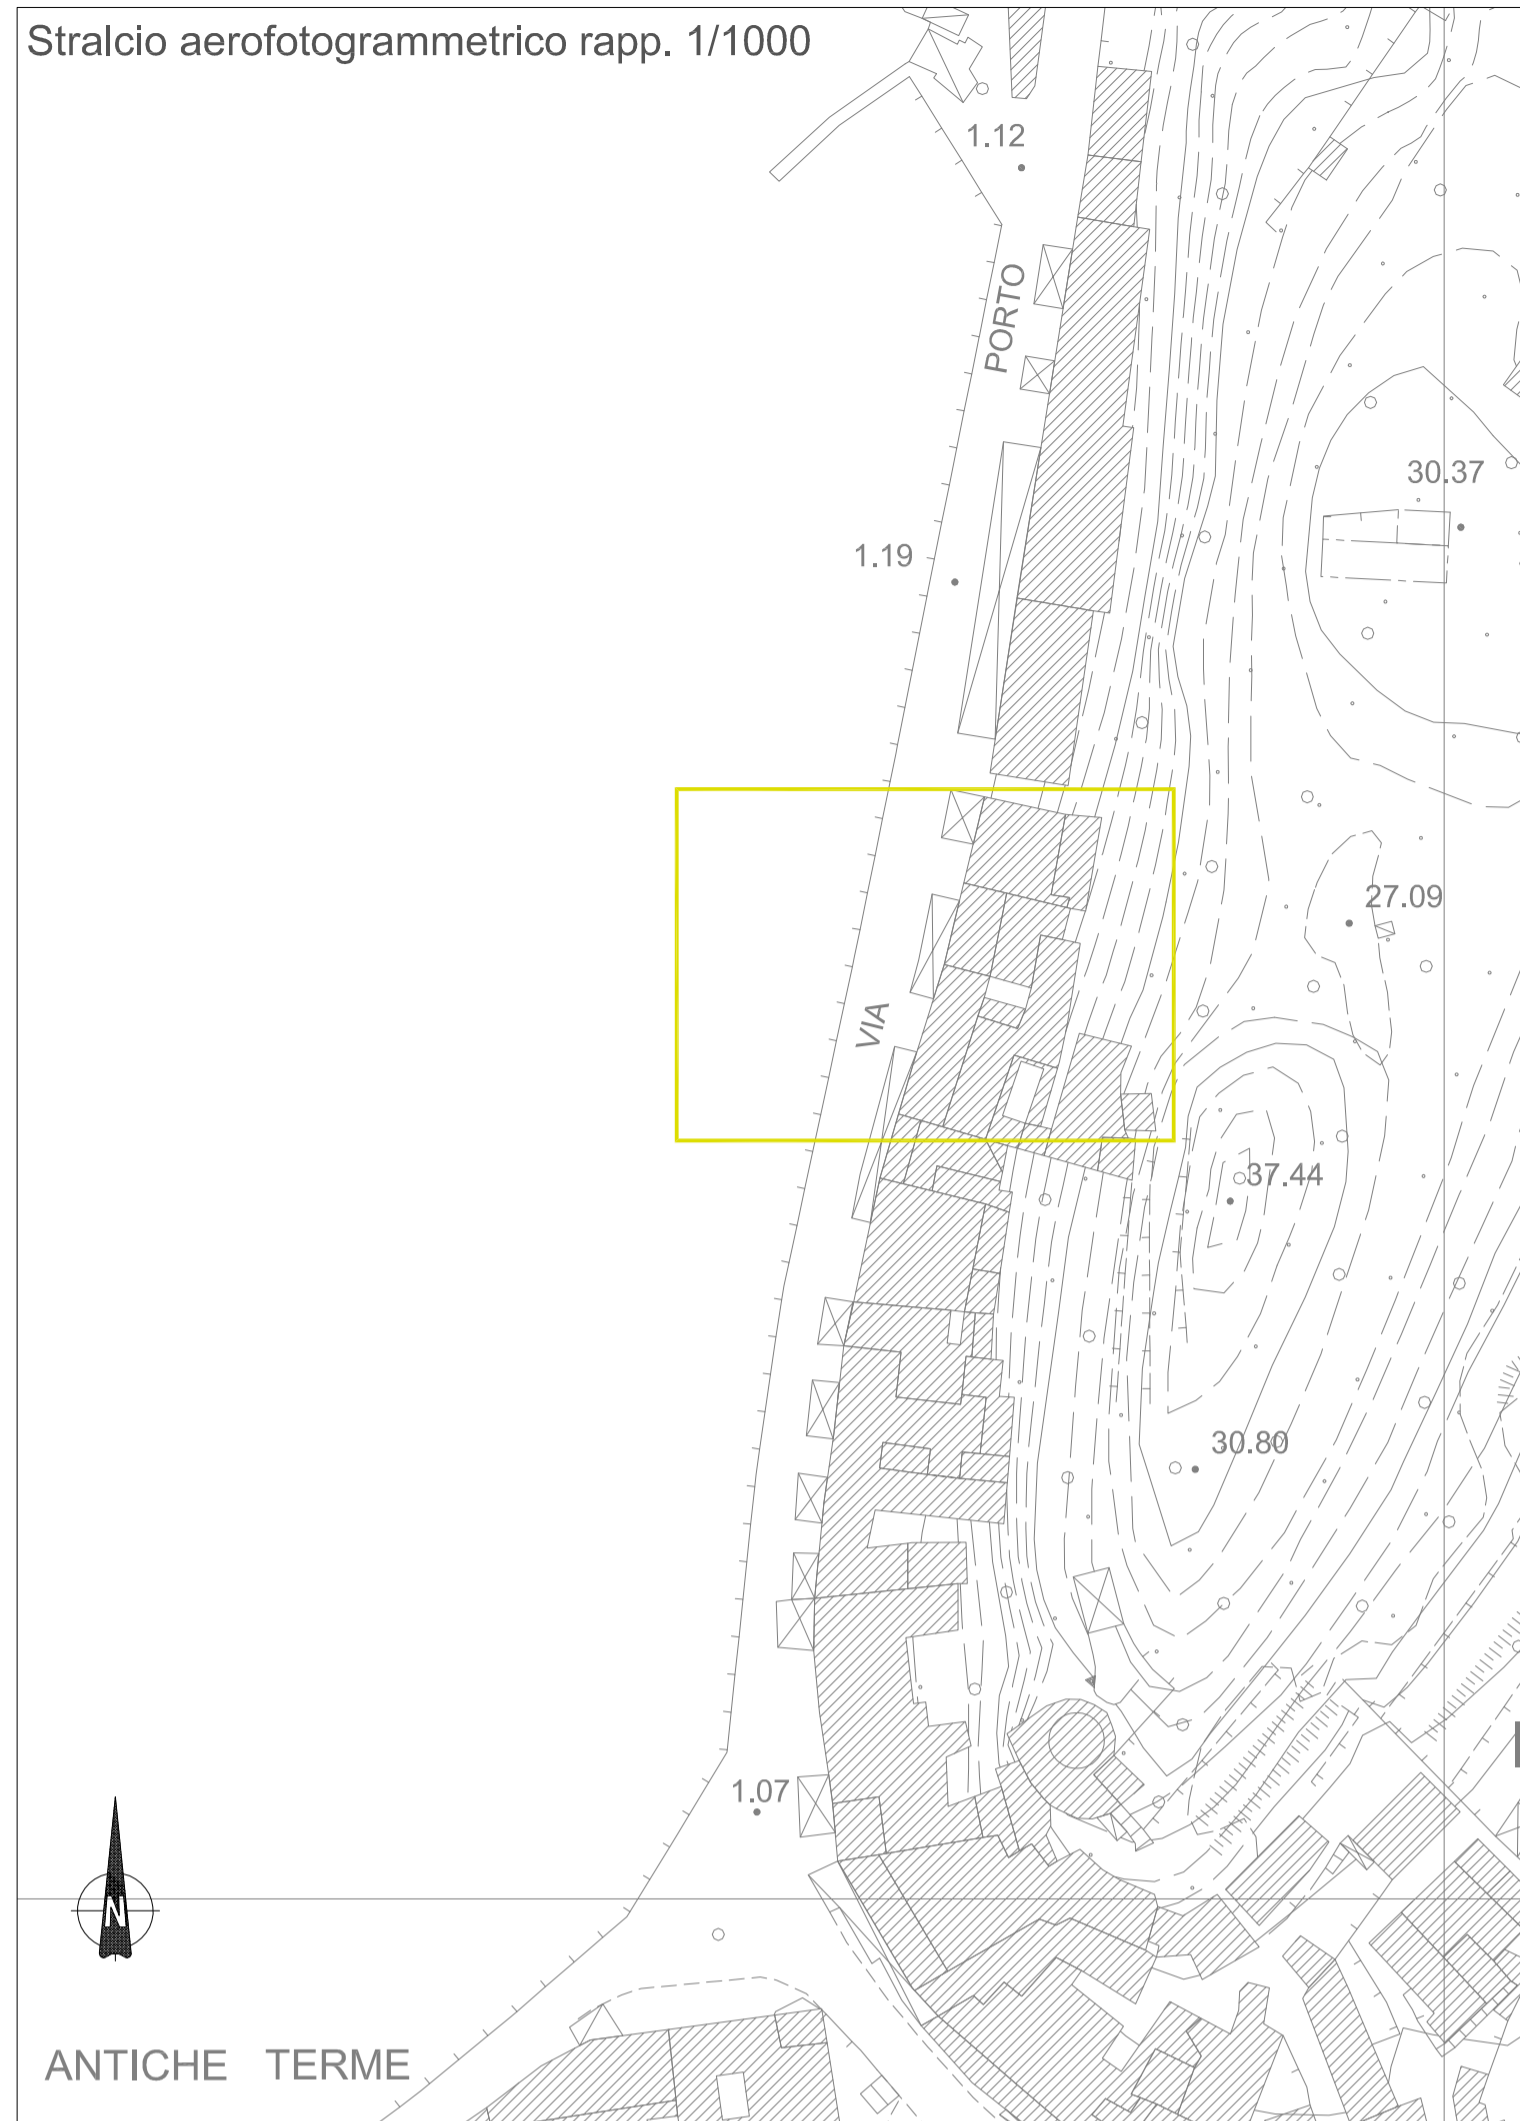 Stralcio aerofotogrammetrico rapp. 1/1000
1.12
PORTO
30.37
1.19
27.09
VIA
37.44
30.80
1.07
N
ANTICHE TERME